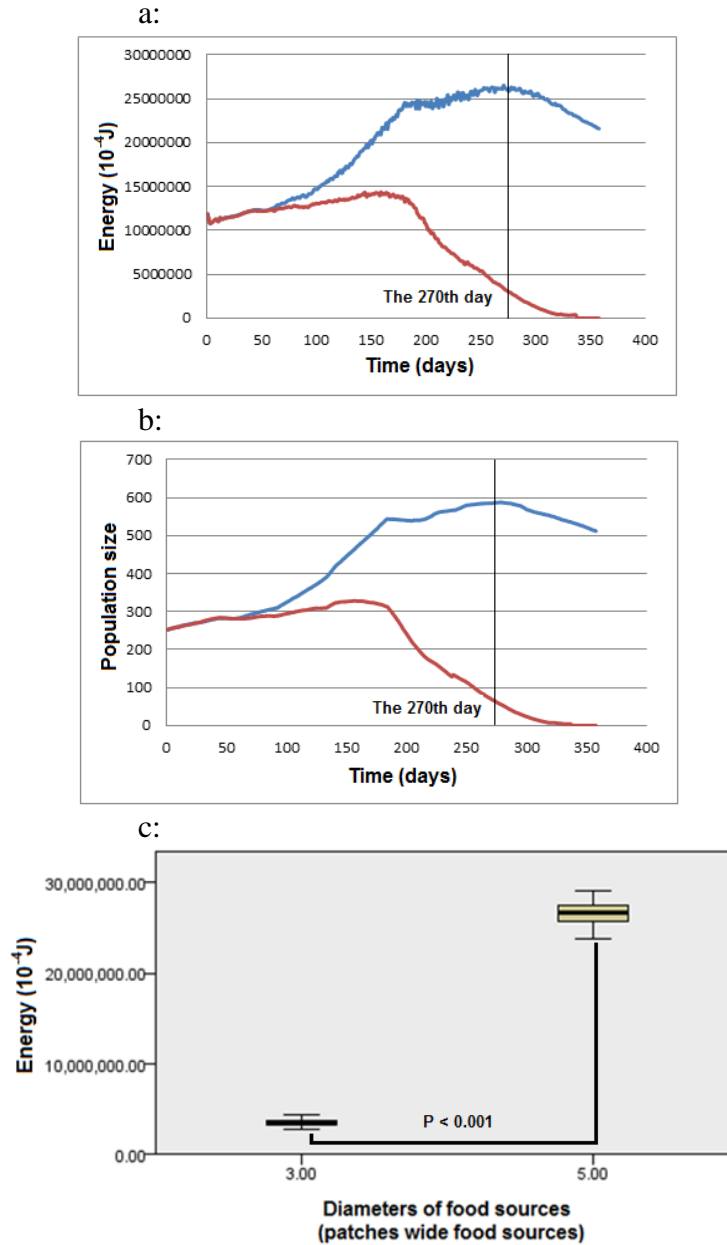 a:
Energy (10⁻⁴J)
30000000
25000000
20000000
15000000
10000000
5000000
0
The 270th day
0 50 100 150 200 250 300 350 400
Time (days)
b:
Population size
700
600
500
400
300
200
100
0
The 270th day
0 50 100 150 200 250 300 350 400
Time (days)
c:
Energy (10⁻⁴J)
30,000,000.00
20,000,000.00
10,000,000.00
0.00
P < 0.001
3.00 5.00
Diameters of food sources
(patches wide food sources)